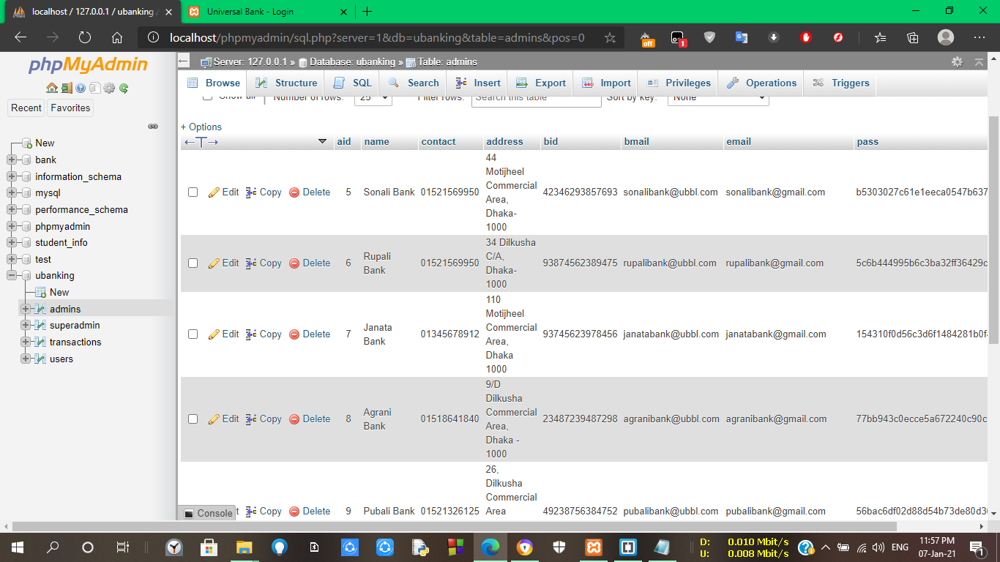 localhost / 127.0.0.1 / ubanking
Universal Bank - Login
localhost/phpmyadmin/sql.php?server=1&db=ubanking&table=admins&pos=0
off
1
phpMyAdmin
Server: 127.0.0.1 » Database: ubanking » Table: admins
Browse Structure SQL Search Insert Export Import Privileges Operations Triggers
Show all Number of rows: 25 Filter rows: Search this table Sort by key: None
Recent Favorites
New
bank
information_schema
mysql
performance_schema
phpmyadmin
student_info
test
ubanking
New
admins
superadmin
transactions
users
+ Options
←T→ aid name contact address bid bmail email pass
44
Motijheel
Commercial
Area,
Dhaka-
1000
Edit Copy Delete 5 Sonali Bank 01521569950 42346293857693 sonalibank@ubbl.com sonalibank@gmail.com b5303027c61e1eeca0547b637
34 Dilkusha
C/A,
Dhaka-
1000
Edit Copy Delete 6 Rupali
Bank
01521569950 93874562389475 rupalibank@ubbl.com rupalibank@gmail.com 5c6b444995b6c3ba32ff36429c
110
Motijheel
Commercial
Area,
Dhaka
1000
Edit Copy Delete 7 Janata
Bank
01345678912 93745623978456 janatabank@ubbl.com janatabank@gmail.com 154310f0d56c3d6f1484281b0f
9/D
Dilkusha
Commercial
Area,
Dhaka -
1000
Edit Copy Delete 8 Agrani
Bank
01518641840 23487239487298 agranibank@ubbl.com agranibank@gmail.com 77bb943c0ecce5a672240c90c
26,
Dilkusha
Commercial
Area
Copy Delete 9 Pubali Bank 01521326125 49238756384752 pubalibank@ubbl.com pubalibank@gmail.com 56bac6df02d88d54b73de80d3
Console
D: 0.010 Mbit/s
U: 0.008 Mbit/s
ENG
11:57 PM
07-Jan-21
1